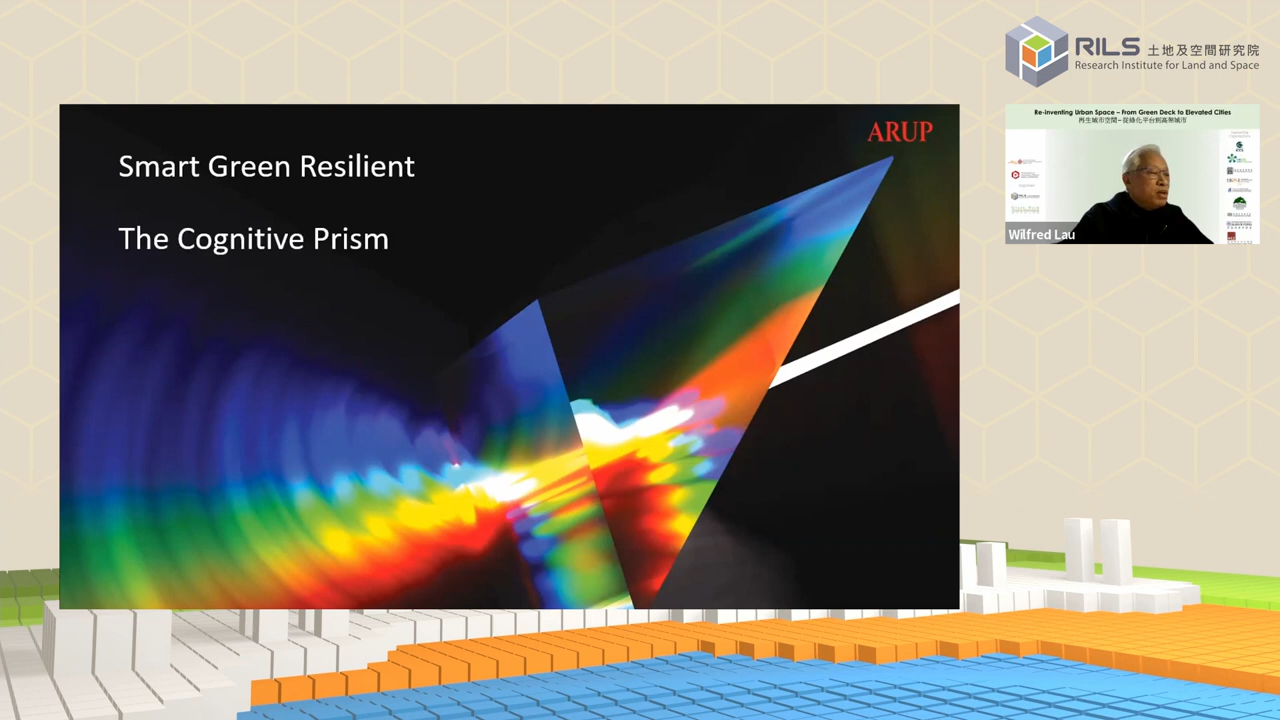 RILS 土地及空間研究院
Research Institute for Land and Space
ARUP
Smart Green Resilient
The Cognitive Prism
Re-inventing Urban Space – From Green Deck to Elevated Cities
Wilfred Lau